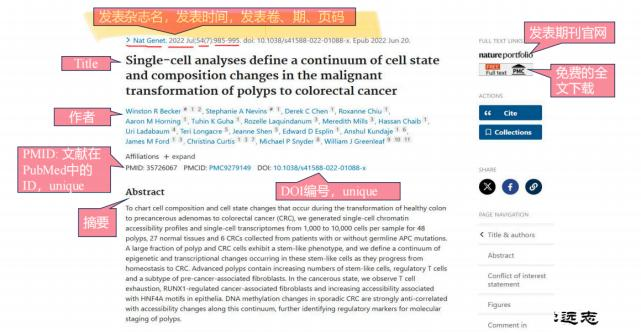 发表杂志名，发表时间，发表卷、期、页码
> Nat Genet. 2022 Jul;54(7):985-995. doi: 10.1038/s41588-022-01088-x. Epub 2022 Jun 20.
Title
Single-cell analyses define a continuum of cell state
and composition changes in the malignant
transformation of polyps to colorectal cancer
作者
Winston R Becker # 1 2, Stephanie A Nevins # 1, Derek C Chen 1, Roxanne Chiu 1,
Aaron M Horning 1, Tuhin K Guha 1, Rozelle Laquindanum 3, Meredith Mills 3, Hassan Chaib 1,
Uri Ladabaum 4, Teri Longacre 5, Jeanne Shen 5, Edward D Esplin 1, Anshul Kundaje 1 6,
James M Ford 1 3, Christina Curtis 1 3 7, Michael P Snyder 8, William J Greenleaf 9 10 11
Affiliations + expand
PMID: 文献在
PubMed中的
ID，unique
PMID: 35726067 PMCID: PMC9279149 DOI: 10.1038/s41588-022-01088-x
DOI编号，unique
Abstract
摘要
To chart cell composition and cell state changes that occur during the transformation of healthy colon
to precancerous adenomas to colorectal cancer (CRC), we generated single-cell chromatin
accessibility profiles and single-cell transcriptomes from 1,000 to 10,000 cells per sample for 48
polyps, 27 normal tissues and 6 CRCs collected from patients with or without germline APC mutations.
A large fraction of polyp and CRC cells exhibit a stem-like phenotype, and we define a continuum of
epigenetic and transcriptional changes occurring in these stem-like cells as they progress from
homeostasis to CRC. Advanced polyps contain increasing numbers of stem-like cells, regulatory T cells
and a subtype of pre-cancer-associated fibroblasts. In the cancerous state, we observe T cell
exhaustion, RUNX1-regulated cancer-associated fibroblasts and increasing accessibility associated
with HNF4A motifs in epithelia. DNA methylation changes in sporadic CRC are strongly anti-correlated
with accessibility changes along this continuum, further identifying regulatory markers for molecular
staging of polyps.
FULL TEXT LINKS
发表期刊官网
nature portfolio
FREE
Full text PMC
免费的全
文下载
ACTIONS
Cite
Collections
SHARE
PAGE NAVIGATION
Title & authors
Abstract
Conflict of interest
statement
Figures
Comment in
远志